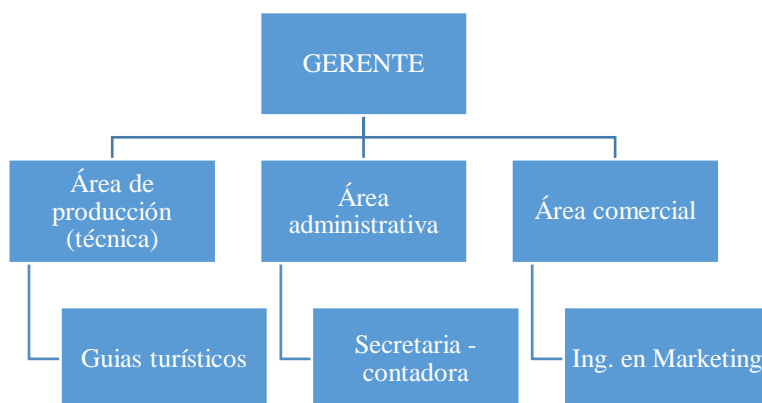 GERENTE
Área de
producción
(técnica)
Área
administrativa
Área comercial
Guias turísticos
Secretaria -
contadora
Ing. en Marketing